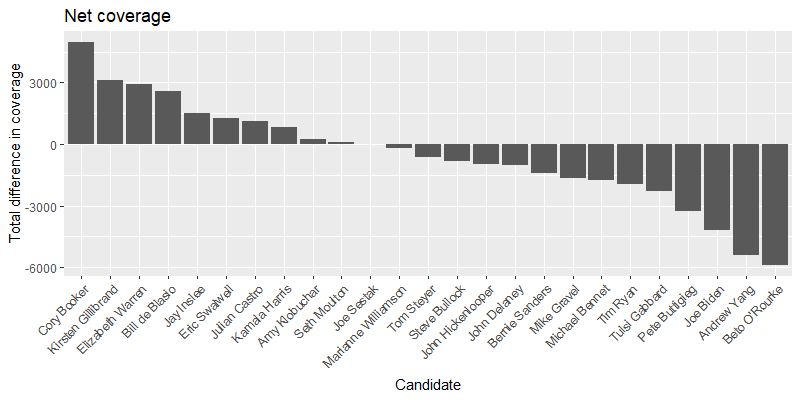 Net coverage
Total difference in coverage
3000
0
-3000
-6000
Cory Booker
Kirsten Gillibrand
Elizabeth Warren
Bill de Blasio
Jay Inslee
Eric Swalwell
Julian Castro
Kamala Harris
Amy Klobuchar
Seth Moulton
Joe Sestak
Marianne Williamson
Tom Steyer
Steve Bullock
John Hickenlooper
John Delaney
Bernie Sanders
Mike Gravel
Michael Bennet
Tim Ryan
Tulsi Gabbard
Pete Buttigieg
Joe Biden
Andrew Yang
Beto O'Rourke
Candidate